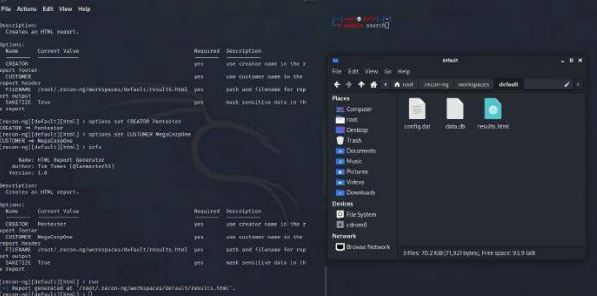 File Actions Edit View Help
Description:
Creates an HTML report.
Options:
Name Current Value Required Description
CREATOR yes use creator name in the r
eport footer
CUSTOMER yes use customer name in the
report header
FILENAME /root/.recon-ng/workspaces/default/results.html yes path and filename for rep
ort output
SANITIZE True yes mask sensitive data in th
e report
[recon-ng][default][html] > options set CREATOR Pentester
CREATOR => Pentester
[recon-ng][default][html] > options set CUSTOMER MegaCorpOne
CUSTOMER => MegaCorpOne
[recon-ng][default][html] > info
Name: HTML Report Generator
Author: Tim Tomes (@lanmaster53)
Version: 1.0
Description:
Creates an HTML report.
Options:
Name Current Value Required Description
CREATOR Pentester yes use creator name in the r
eport footer
CUSTOMER MegaCorpOne yes use customer name in the
report header
FILENAME /root/.recon-ng/workspaces/default/results.html yes path and filename for rep
ort output
SANITIZE True yes mask sensitive data in th
e report
[recon-ng][default][html] > run
[*] Report generated at '/root/.recon-ng/workspaces/default/results.html'.
[recon-ng][default][html] >
search
default
File Edit View Go Help
root recon-ng workspaces default
Places
Computer
root
Desktop
Trash
Documents
Music
Pictures
Videos
Downloads
Devices
File System
cdrom0
Network
Browse Network
config.dat data.db results.html
3 files: 70.2 KiB (71,921 bytes), Free space: 93.9 GiB